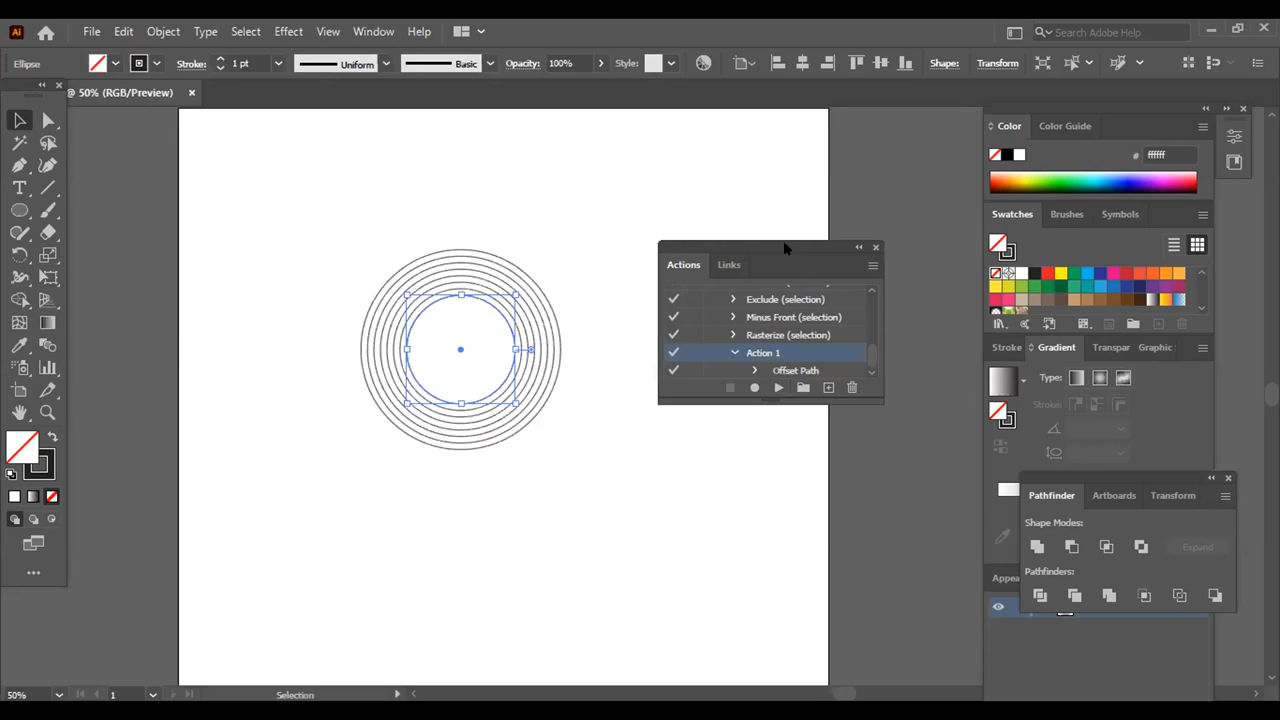 Ai File Edit Object Type Select Effect View Window Help Search Adobe Help
Ellipse Stroke: 1 pt Uniform Basic Opacity: 100% Style: Shape: Transform
@ 50% (RGB/Preview)
Color Color Guide
# ffffff
Swatches Brushes Symbols
Actions Links
Exclude (selection)
Minus Front (selection)
Rasterize (selection)
Action 1
Offset Path
Stroke Gradient Transpar Graphic
Type:
Stroke:
Pathfinder Artboards Transform
Shape Modes:
Expand
Pathfinders:
Appea
50% 1 Selection